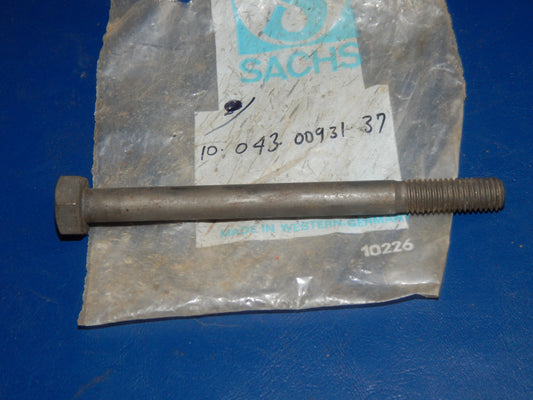 SACHS
10.043 00931-37
MADE IN WESTERN-GERMANY
10226